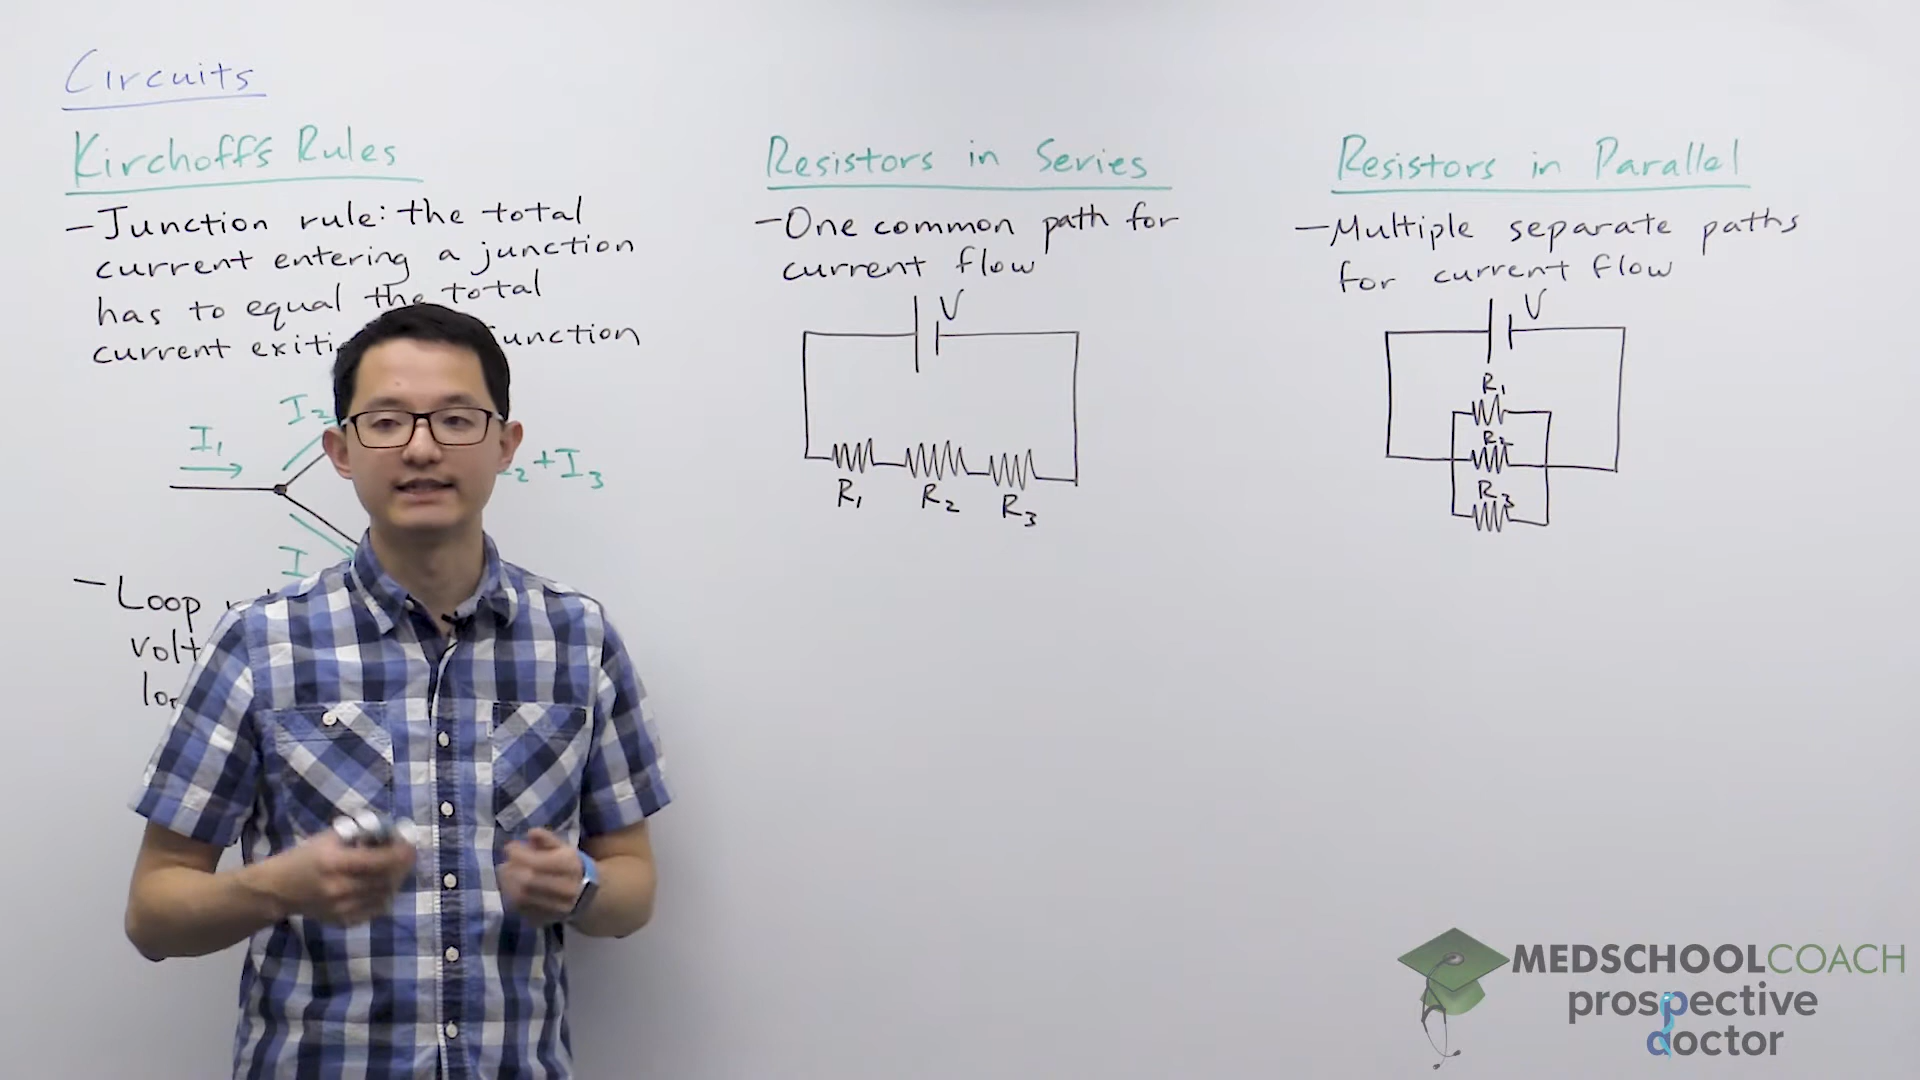 Circuits
Kirchoff's Rules
- Junction rule: the total
current entering a junction
has to equal the total
current exiti unction
I₁
I₂
₂ + I₃
I
- Loop
volt
lo
Resistors in Series
- One common path for
current flow
V
R₁ R₂ R₃
Resistors in Parallel
- Multiple separate paths
for current flow
V
R₁
R₂
R₃
MEDSCHOOLCOACH
prospective
doctor